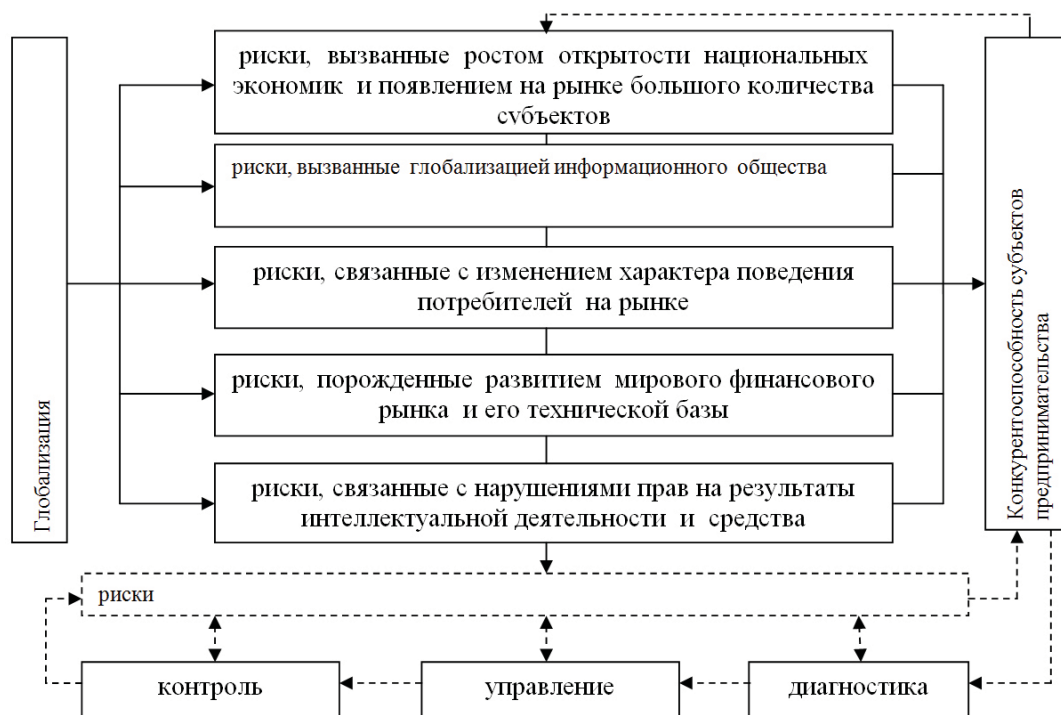 Глобализация
риски, вызванные ростом открытости национальных
экономик и появлением на рынке большого количества
субъектов
риски, вызванные глобализацией информационного общества
риски, связанные с изменением характера поведения
потребителей на рынке
риски, порожденные развитием мирового финансового
рынка и его технической базы
риски, связанные с нарушениями прав на результаты
интеллектуальной деятельности и средства
Конкурентоспособность субъектов
предпринимательства
риски
контроль
управление
диагностика